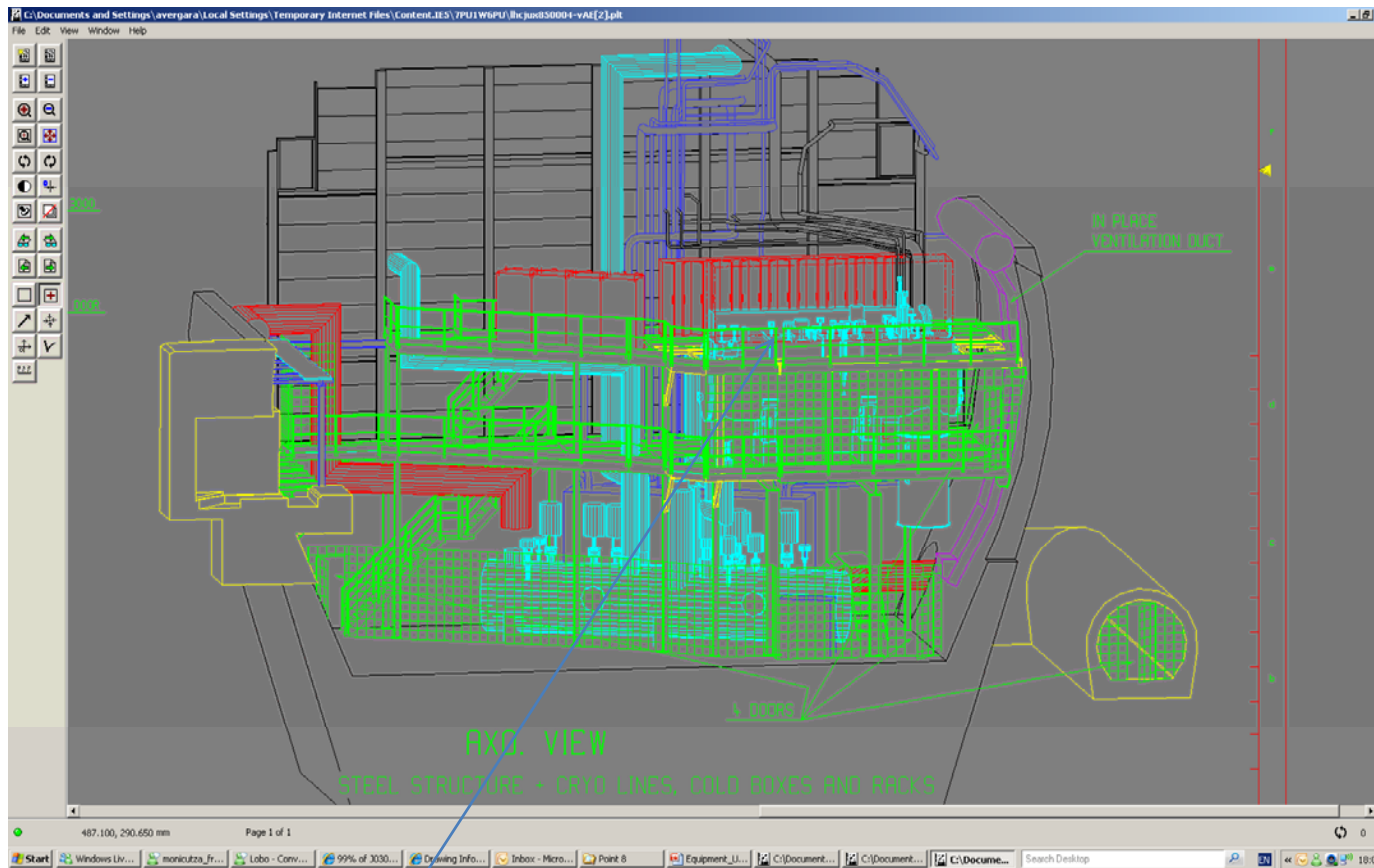 C:\Documents and Settings\avergara\Local Settings\Temporary Internet Files\Content.IE5\7PU1W6PU\lhcjux850004-vAE[2].plt
File Edit View Window Help
IN PLACE
VENTILATION DUCT
4 DOORS
AXO. VIEW
STEEL STRUCTURE + CRYO LINES, COLD BOXES AND RACKS
487.100, 290.650 mm
Page 1 of 1
0
Start
Windows Liv...
monicutza_fr...
Lobo - Conv...
99% of 3030...
Drawing Info...
Inbox - Micro...
Point 8
Equipment_Li...
C:\Document...
C:\Document...
C:\Docume...
Search Desktop
EN